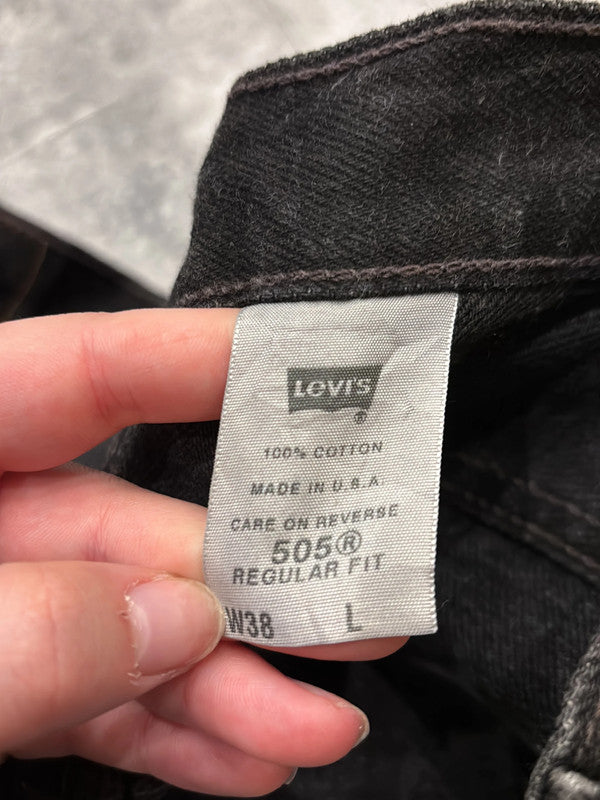 LEVI'S
®
100% COTTON
MADE IN U.S.A
CARE ON REVERSE
505®
REGULAR FIT
W38 L